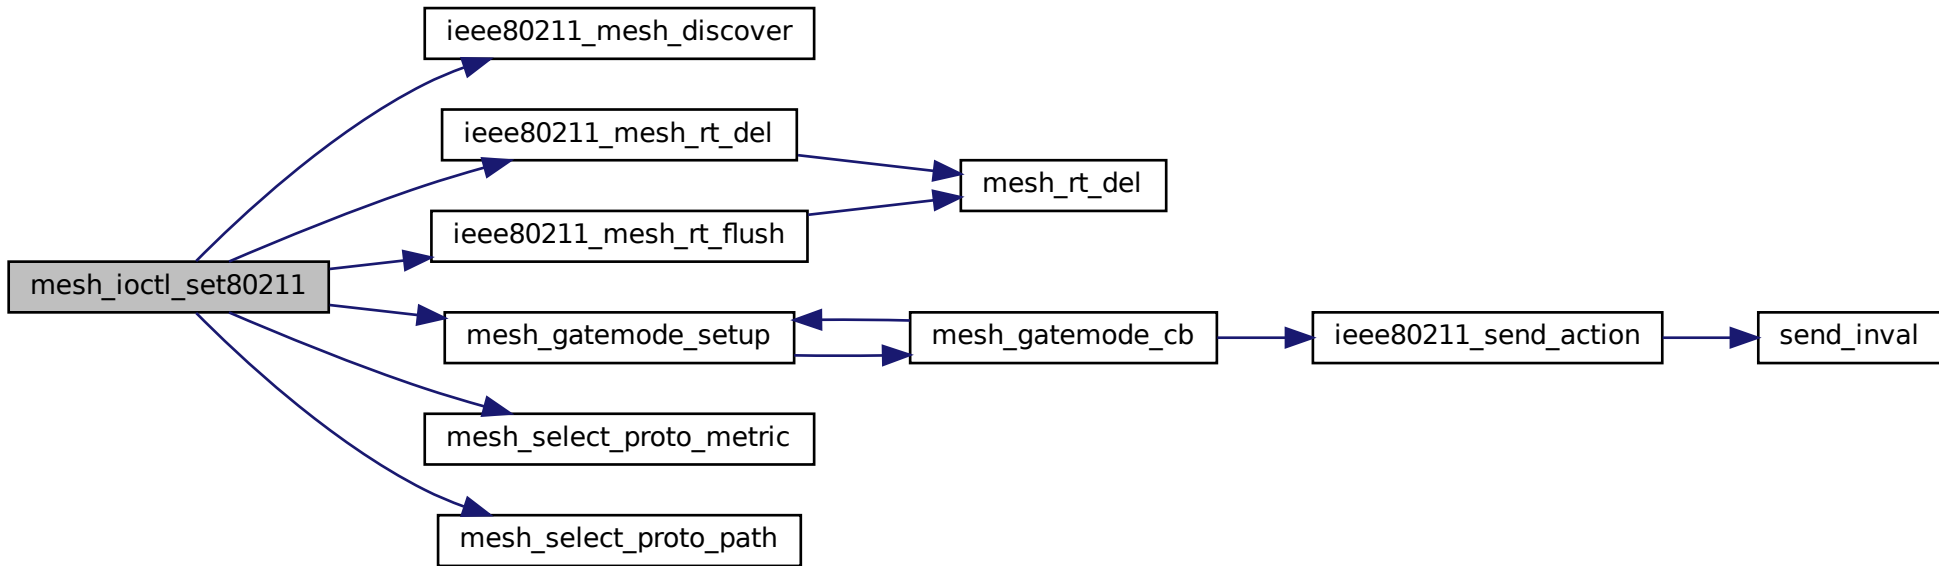 ieee80211_mesh_discover
ieee80211_mesh_rt_del
mesh_rt_del
ieee80211_mesh_rt_flush
mesh_ioctl_set80211
mesh_gatemode_setup
mesh_gatemode_cb
ieee80211_send_action
send_inval
mesh_select_proto_metric
mesh_select_proto_path